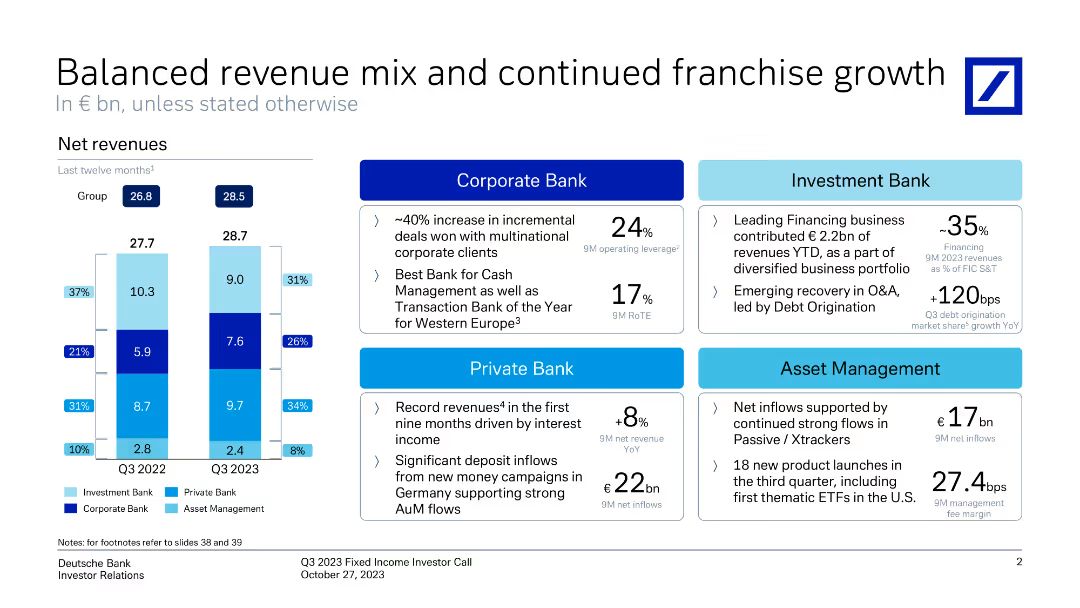 Balanced revenue mix and continued franchise growth
In € bn, unless stated otherwise
Net revenues
Last twelve months¹
Group
26.8
28.5
27.7
28.7
37%
10.3
9.0
31%
21%
5.9
7.6
26%
31%
8.7
9.7
34%
10%
2.8
2.4
8%
Q3 2022
Q3 2023
Investment Bank
Private Bank
Corporate Bank
Asset Management
Corporate Bank
~40% increase in incremental
deals won with multinational
corporate clients
24%
9M operating leverage²
Best Bank for Cash
Management as well as
Transaction Bank of the Year
for Western Europe³
17%
9M RoTE
Investment Bank
Leading Financing business
contributed € 2.2bn of
revenues YTD, as a part of
diversified business portfolio
~35%
Financing
9M 2023 revenues
as % of FIC S&T
Emerging recovery in O&A,
led by Debt Origination
+120bps
Q3 debt origination
market share⁵ growth YoY
Private Bank
Record revenues⁴ in the first
nine months driven by interest
income
+8%
9M net revenue
YoY
Significant deposit inflows
from new money campaigns in
Germany supporting strong
AuM flows
€ 22bn
9M net inflows
Asset Management
Net inflows supported by
continued strong flows in
Passive / Xtrackers
€ 17bn
9M net inflows
18 new product launches in
the third quarter, including
first thematic ETFs in the U.S.
27.4bps
9M management
fee margin
Notes: for footnotes refer to slides 38 and 39
Deutsche Bank
Investor Relations
Q3 2023 Fixed Income Investor Call
October 27, 2023
2